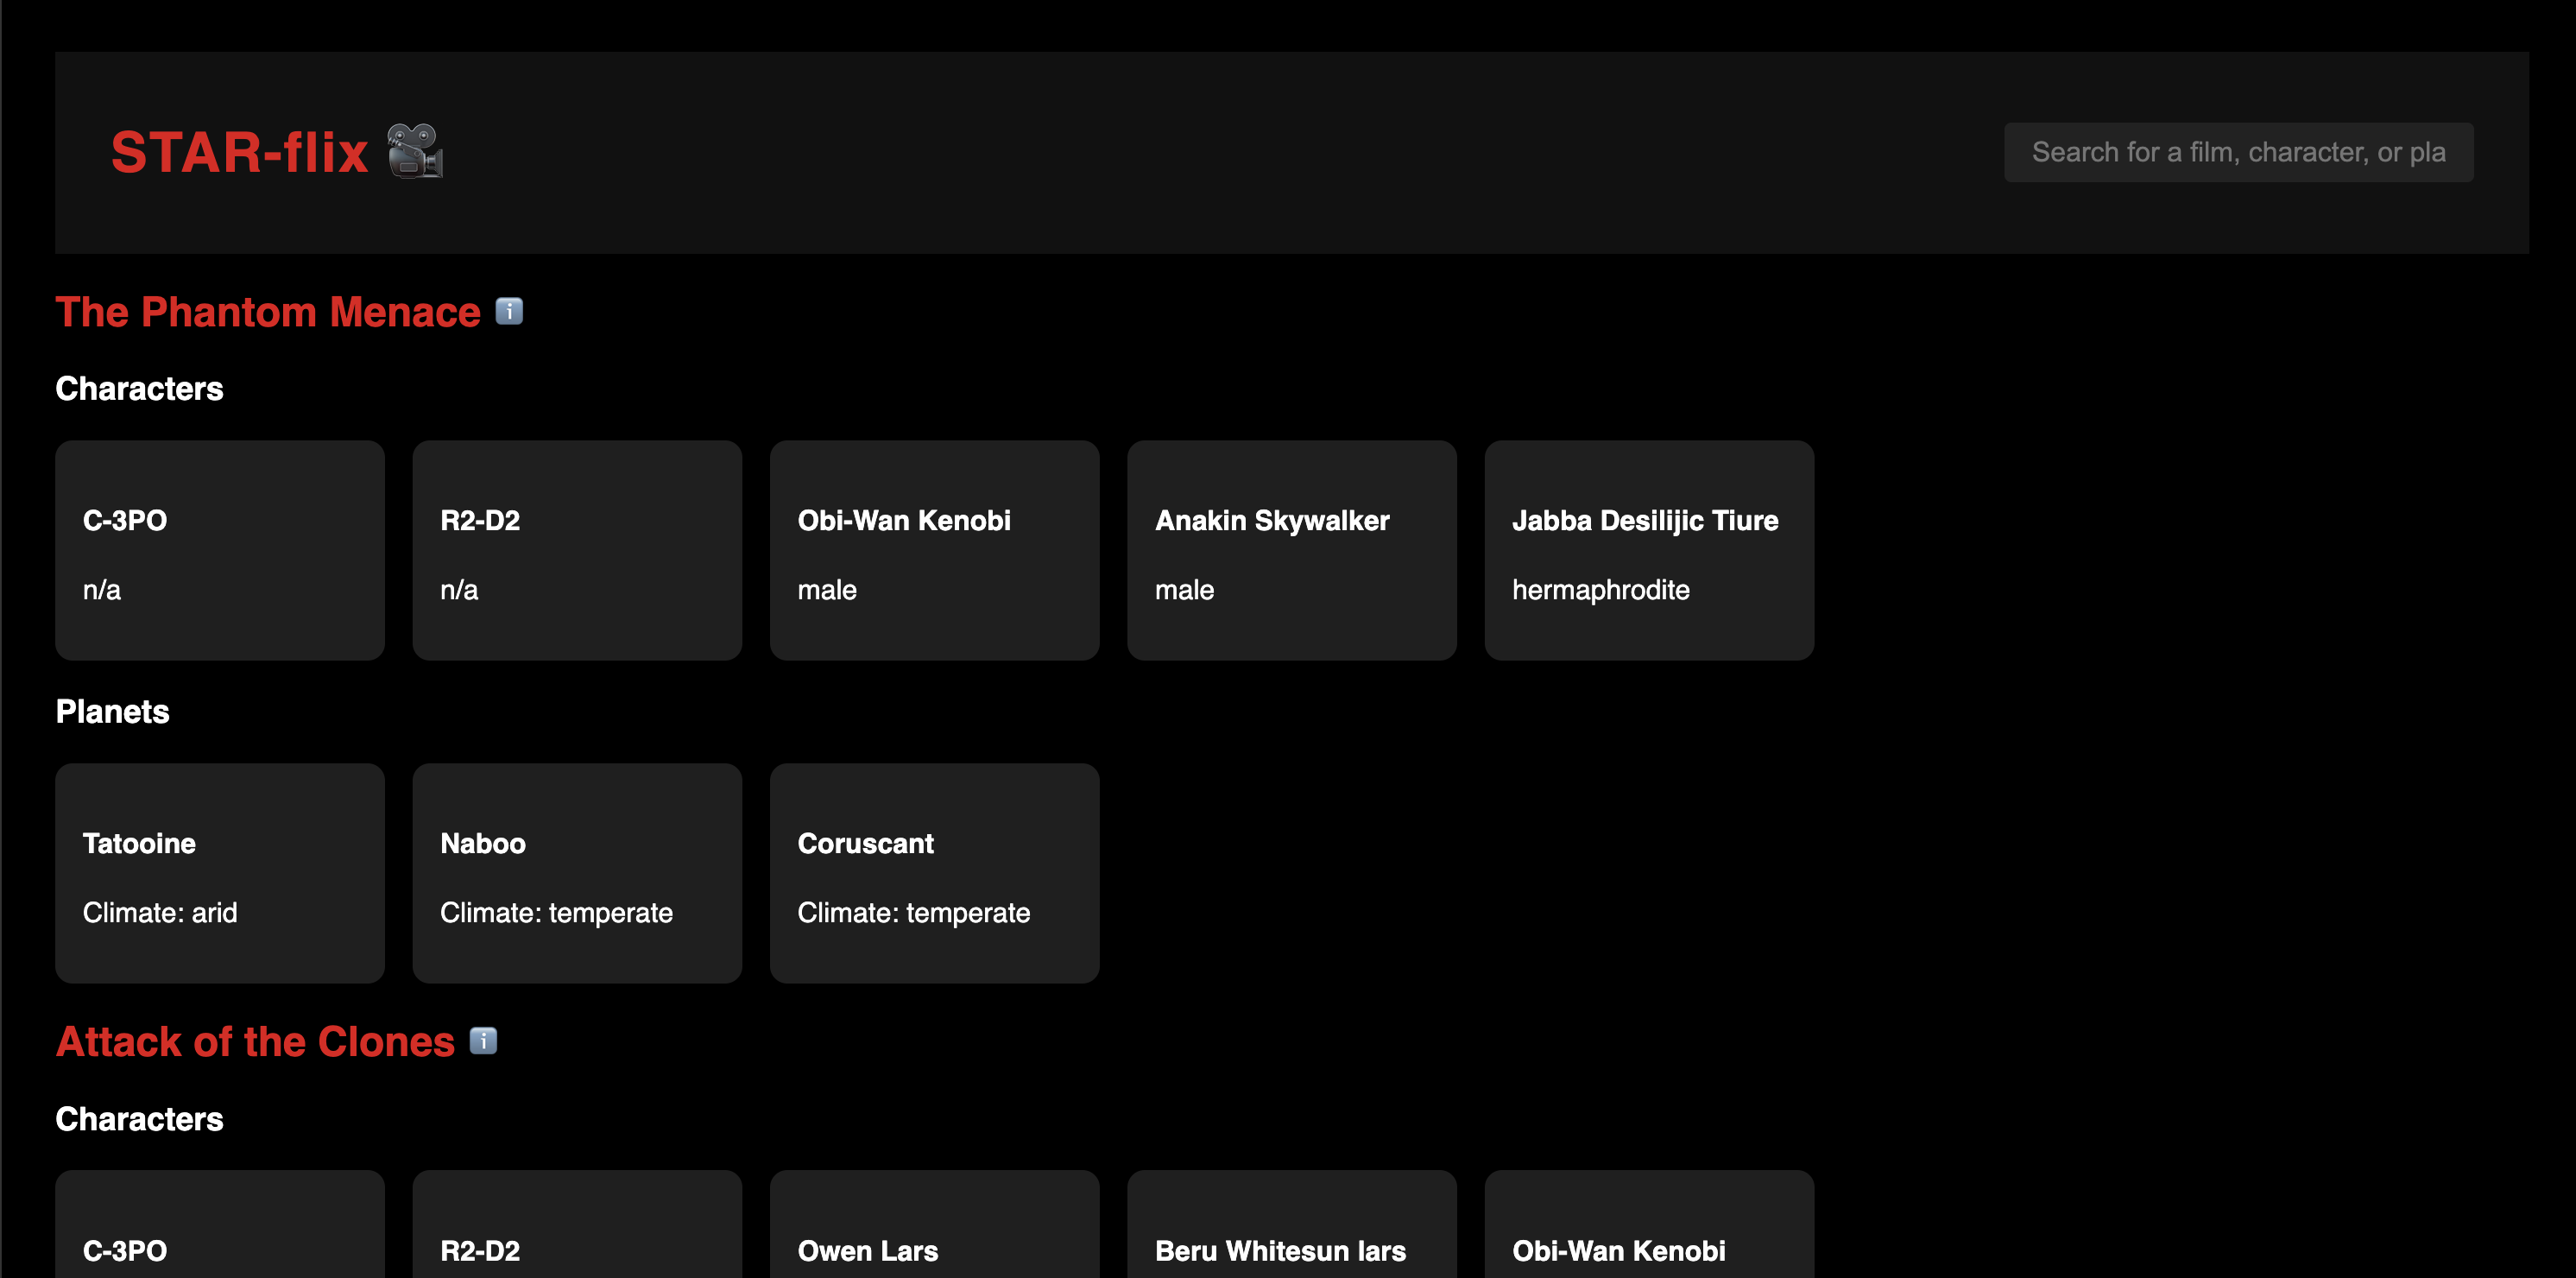 STAR-flix 🎥
Search for a film, character, or pla
The Phantom Menace ℹ️
Characters
C-3PO
n/a
R2-D2
n/a
Obi-Wan Kenobi
male
Anakin Skywalker
male
Jabba Desilijic Tiure
hermaphrodite
Planets
Tatooine
Climate: arid
Naboo
Climate: temperate
Coruscant
Climate: temperate
Attack of the Clones ℹ️
Characters
C-3PO
R2-D2
Owen Lars
Beru Whitesun lars
Obi-Wan Kenobi